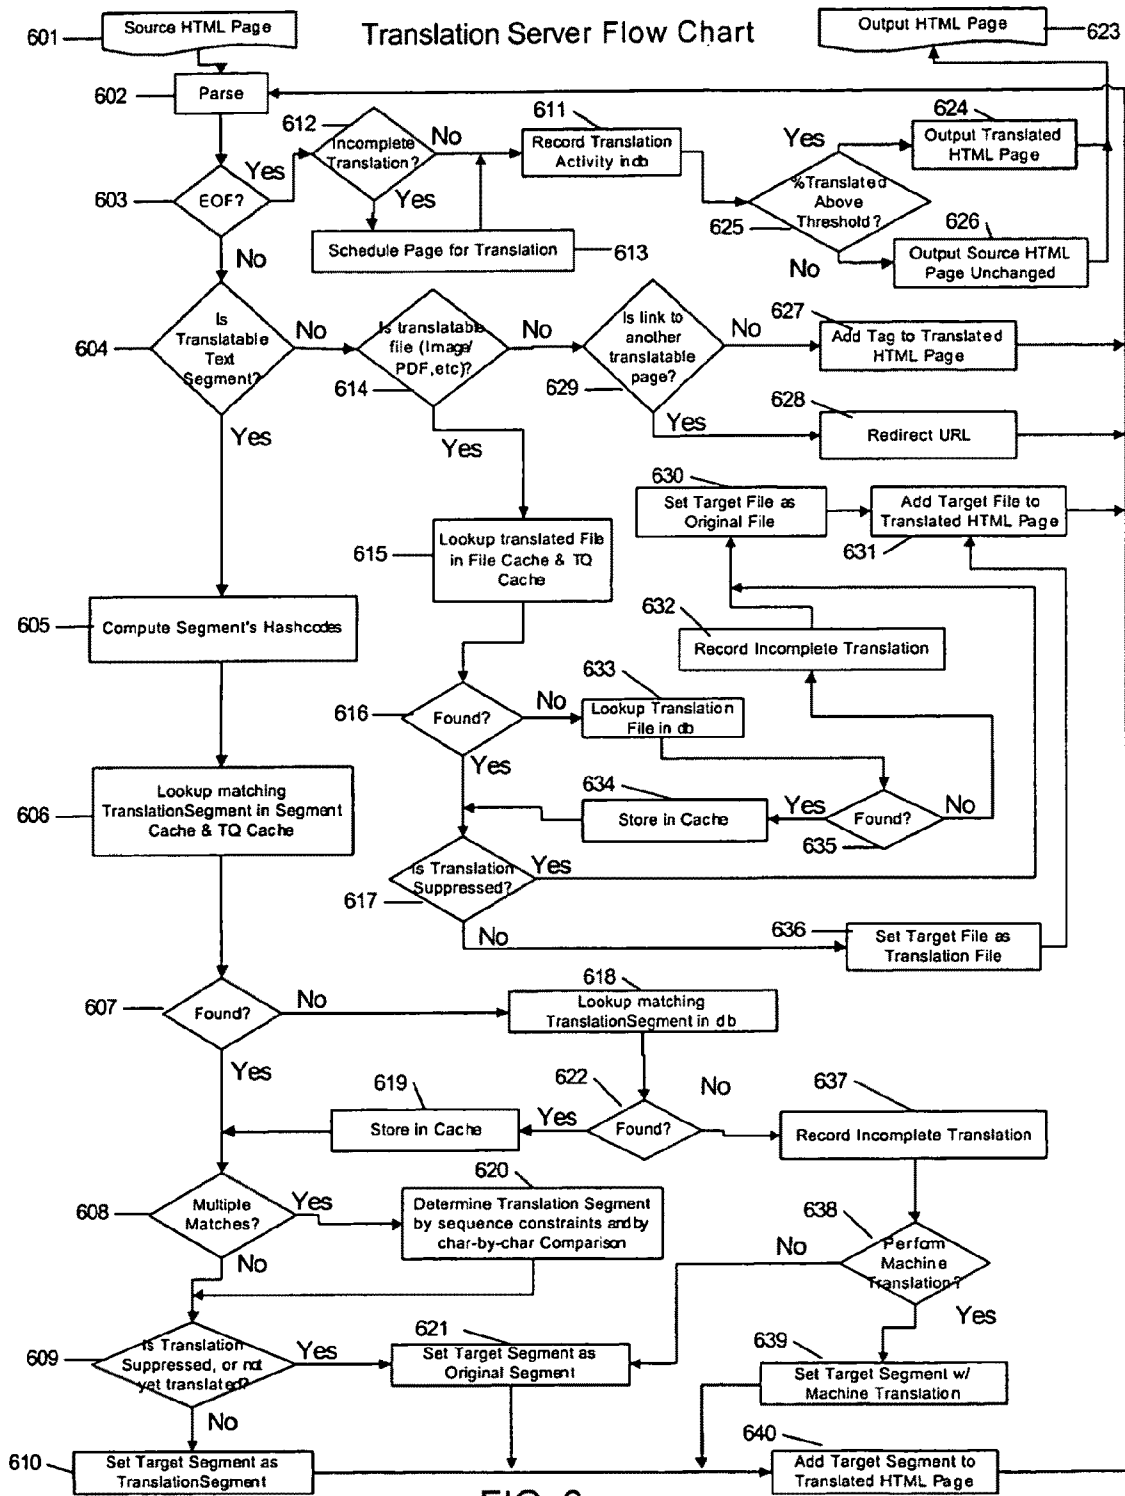 Translation Server Flow Chart
601
Source HTML Page
Output HTML Page
623
602
Parse
603
EOF?
Yes
No
612
Incomplete
Translation?
No
Yes
611
Record Translation
Activity in db
Schedule Page for Translation
613
625
%Translated
Above
Threshold?
Yes
No
624
Output Translated
HTML Page
626
Output Source HTML
Page Unchanged
604
Is
Translatable
Text
Segment?
No
Yes
614
Is translatable
file (Image/
PDF,etc)?
No
Yes
629
Is link to
another
translatable
page?
No
Yes
627
Add Tag to Translated
HTML Page
628
Redirect URL
630
Set Target File as
Original File
Add Target File to
Translated HTML Page
631
615
Lookup translated File
in File Cache & TQ
Cache
605
Compute Segment's Hashcodes
632
Record Incomplete Translation
616
Found?
No
Yes
633
Lookup Translation
File in db
606
Lookup matching
TranslationSegment in Segment
Cache & TQ Cache
634
Store in Cache
Yes
Found?
No
635
617
Is Translation
Suppressed?
Yes
No
636
Set Target File as
Translation File
607
Found?
No
Yes
618
Lookup matching
TranslationSegment in db
619
Store in Cache
622
Yes
Found?
No
637
Record Incomplete Translation
608
Multiple
Matches?
Yes
No
620
Determine Translation Segment
by sequence constraints and by
char-by-char Comparison
638
Perform
Machine
Translation?
No
Yes
609
Is Translation
Suppressed, or not
yet translated?
Yes
No
621
Set Target Segment as
Original Segment
639
Set Target Segment w/
Machine Translation
610
Set Target Segment as
TranslationSegment
640
Add Target Segment to
Translated HTML Page